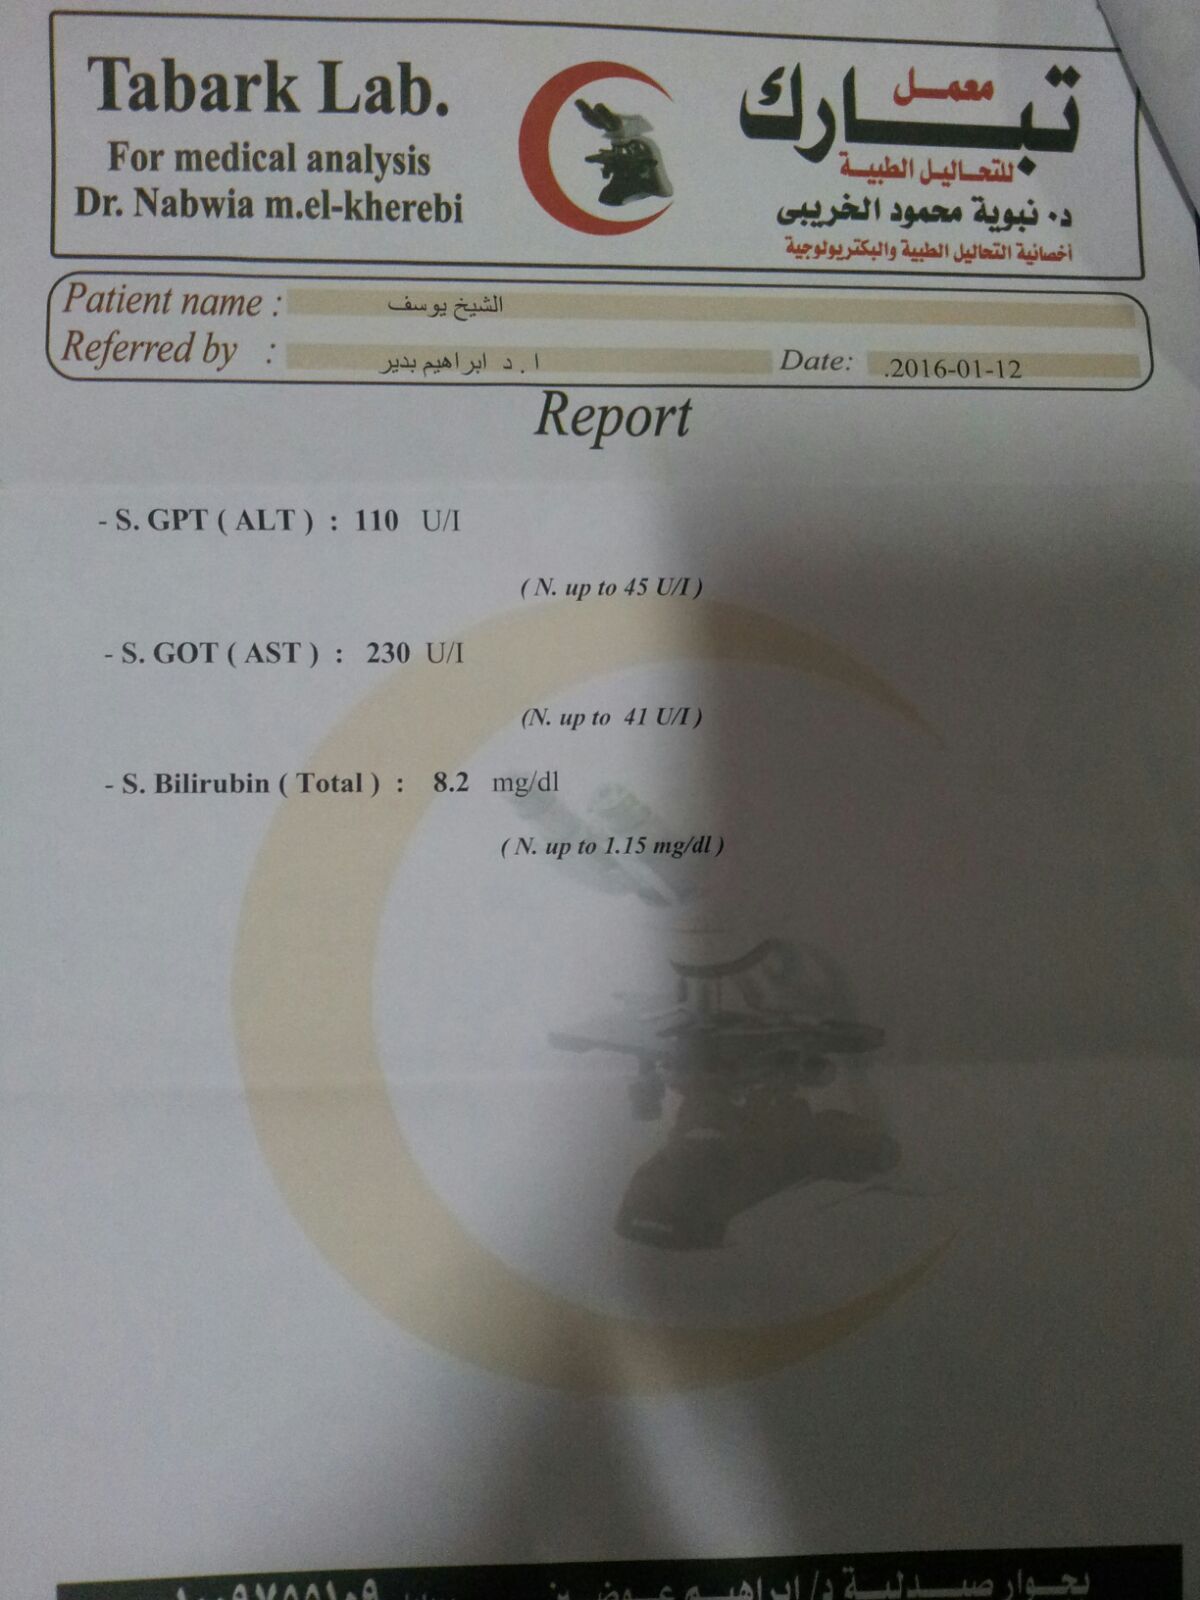 Tabark Lab.
For medical analysis
Dr. Nabwia m.el-kherebi
معمل
تبارك
للتحاليل الطبية
د. نبوية محمود الخريبى
أخصائية التحاليل الطبية والبكتريولوجية
Patient name : الشيخ يوسف
Referred by : ا . د ابراهيم بدير Date: .2016-01-12
Report
- S. GPT ( ALT ) : 110 U/I
( N. up to 45 U/I )
- S. GOT ( AST ) : 230 U/I
(N. up to 41 U/I )
- S. Bilirubin ( Total ) : 8.2 mg/dl
( N. up to 1.15 mg/dl )
بجوار صيدلية د/ ابراهيم عوض